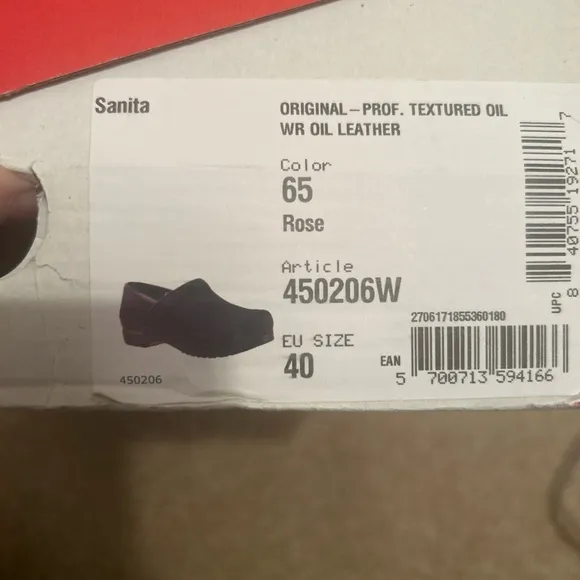 Sanita
ORIGINAL–PROF. TEXTURED OIL
WR OIL LEATHER
Color
65
Rose
Article
450206W
EU SIZE
40
450206
2706171855360180
EAN
5 700713 594166
UPC
8 40755 19271 7